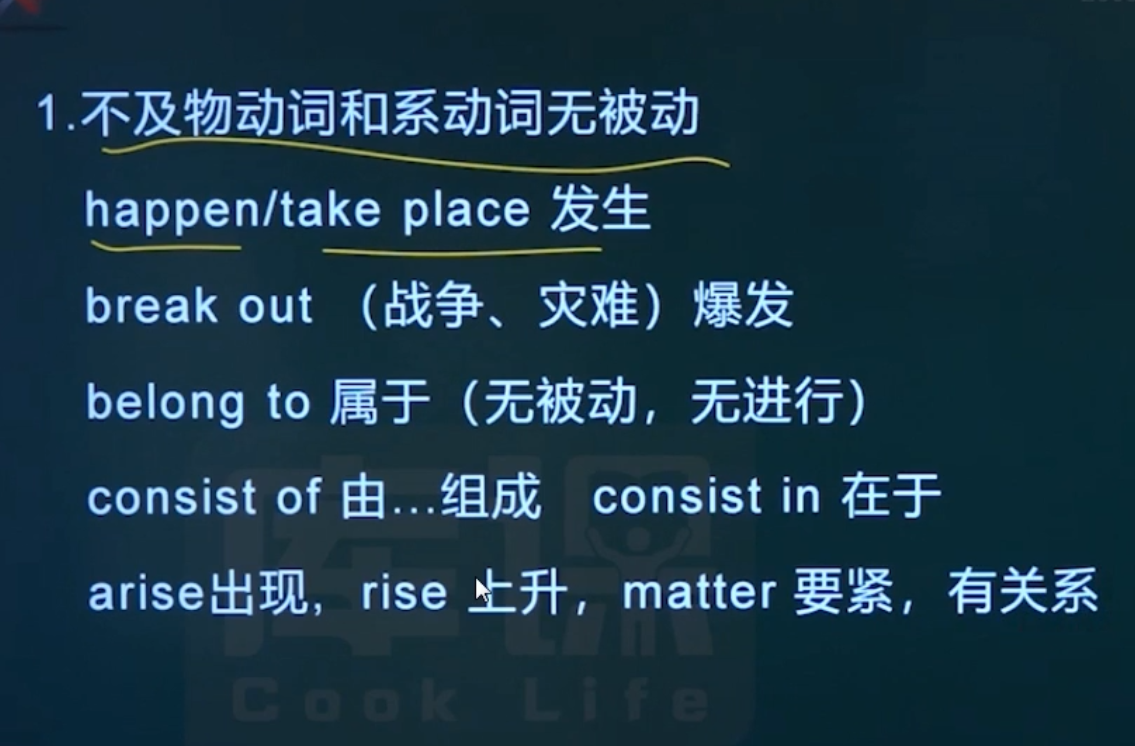 1.不及物动词和系动词无被动
happen/take place 发生
break out （战争、灾难）爆发
belong to 属于（无被动，无进行）
consist of 由…组成 consist in 在于
arise出现，rise 上升，matter 要紧，有关系
库课
Cook Life